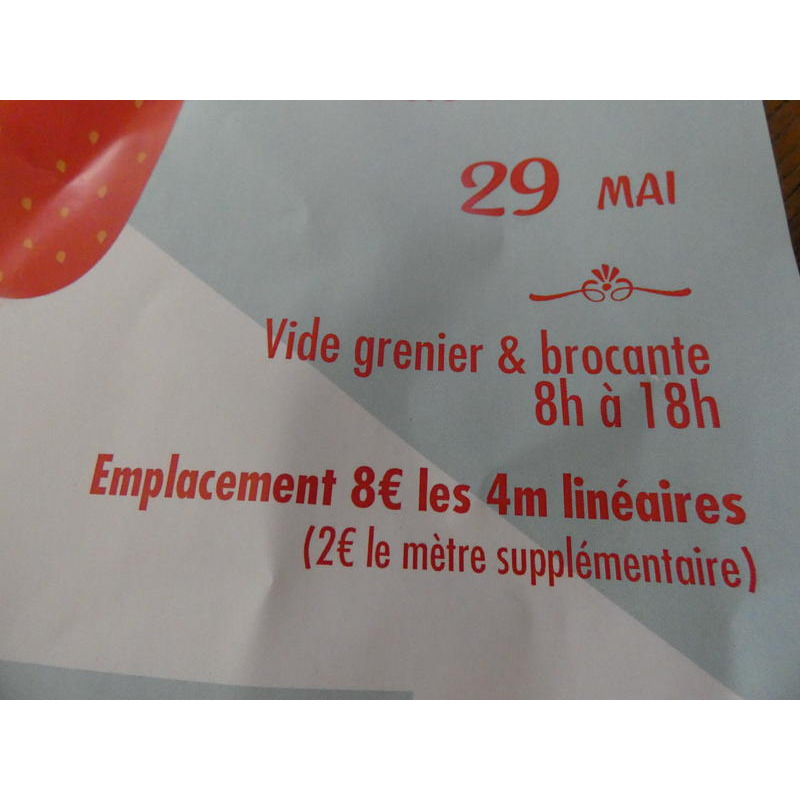 29 MAI
Vide grenier & brocante
8h à 18h
Emplacement 8€ les 4m linéaires
(2€ le mètre supplémentaire)